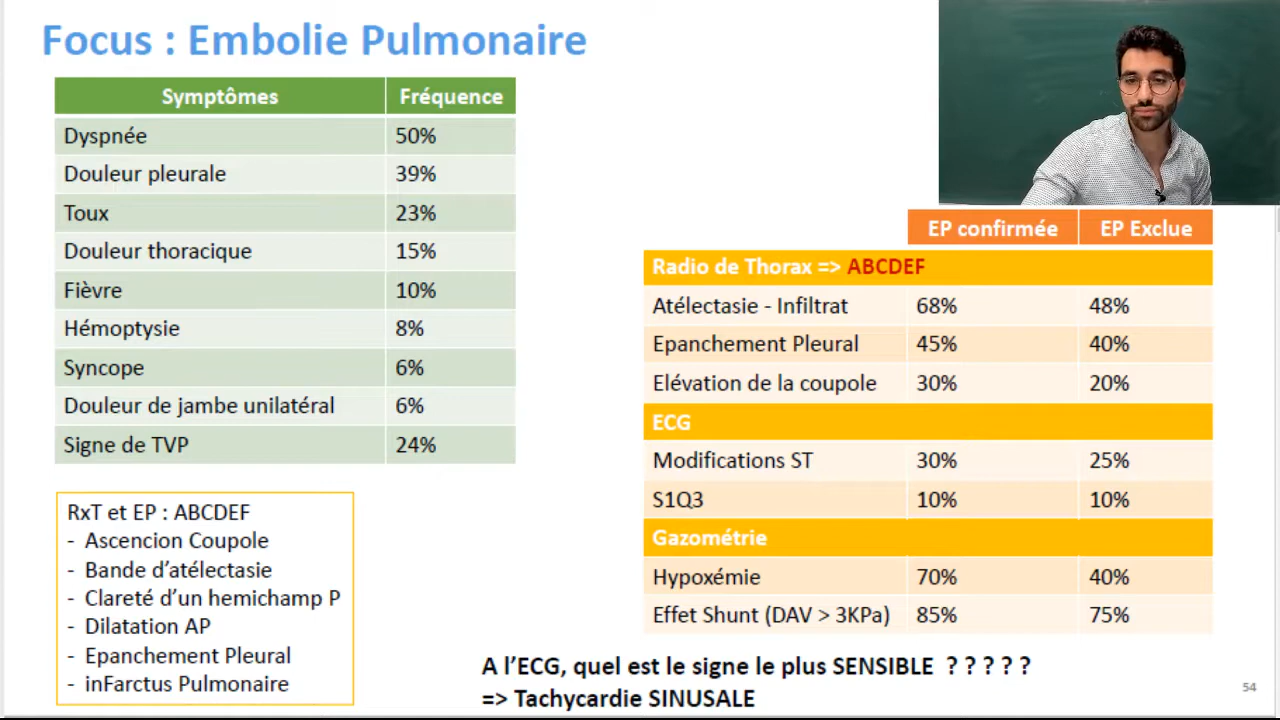 Focus : Embolie Pulmonaire
Symptômes Fréquence
Dyspnée 50%
Douleur pleurale 39%
Toux 23%
Douleur thoracique 15%
Fièvre 10%
Hémoptysie 8%
Syncope 6%
Douleur de jambe unilatéral 6%
Signe de TVP 24%
RxT et EP : ABCDEF
- Ascencion Coupole
- Bande d’atélectasie
- Clareté d’un hemichamp P
- Dilatation AP
- Epanchement Pleural
- inFarctus Pulmonaire
EP confirmée EP Exclue
Radio de Thorax => ABCDEF
Atélectasie - Infiltrat 68% 48%
Epanchement Pleural 45% 40%
Elévation de la coupole 30% 20%
ECG
Modifications ST 30% 25%
S1Q3 10% 10%
Gazométrie
Hypoxémie 70% 40%
Effet Shunt (DAV > 3KPa) 85% 75%
A l’ECG, quel est le signe le plus SENSIBLE ? ? ? ? ?
=> Tachycardie SINUSALE
54